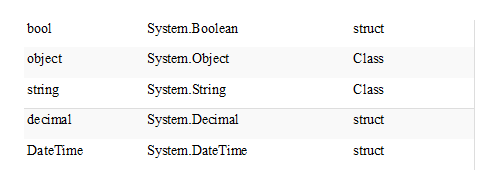 bool System.Boolean struct
object System.Object Class
string System.String Class
decimal System.Decimal struct
DateTime System.DateTime struct